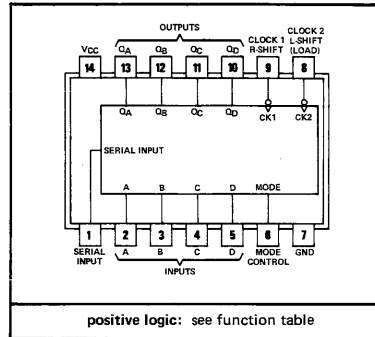 OUTPUTS
VCC QA QB QC QD CLOCK 1 R-SHIFT CLOCK 2 L-SHIFT (LOAD)
14 13 12 11 10 9 8
QA QB QC QD CK1 CK2
SERIAL INPUT
A B C D MODE
1 2 3 4 5 6 7
SERIAL INPUT A B C D MODE CONTROL GND
INPUTS
positive logic: see function table